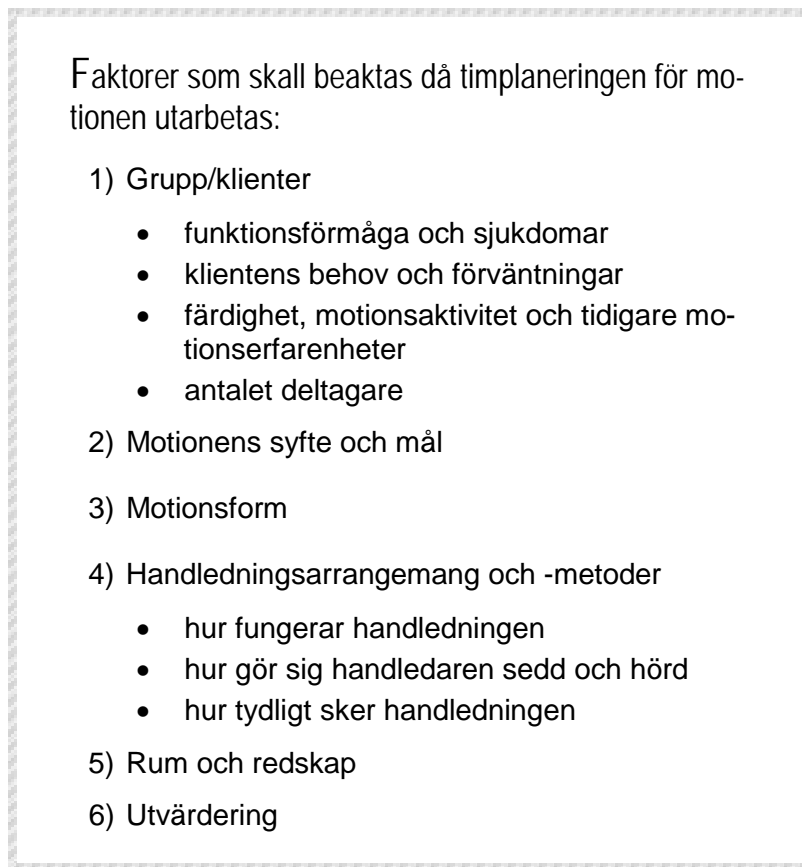 Faktorer som skall beaktas då timplaneringen för mo-
tionen utarbetas:
1) Grupp/klienter
• funktionsförmåga och sjukdomar
• klientens behov och förväntningar
• färdighet, motionsaktivitet och tidigare mo-
tionserfarenheter
• antalet deltagare
2) Motionens syfte och mål
3) Motionsform
4) Handledningsarrangemang och -metoder
• hur fungerar handledningen
• hur gör sig handledaren sedd och hörd
• hur tydligt sker handledningen
5) Rum och redskap
6) Utvärdering